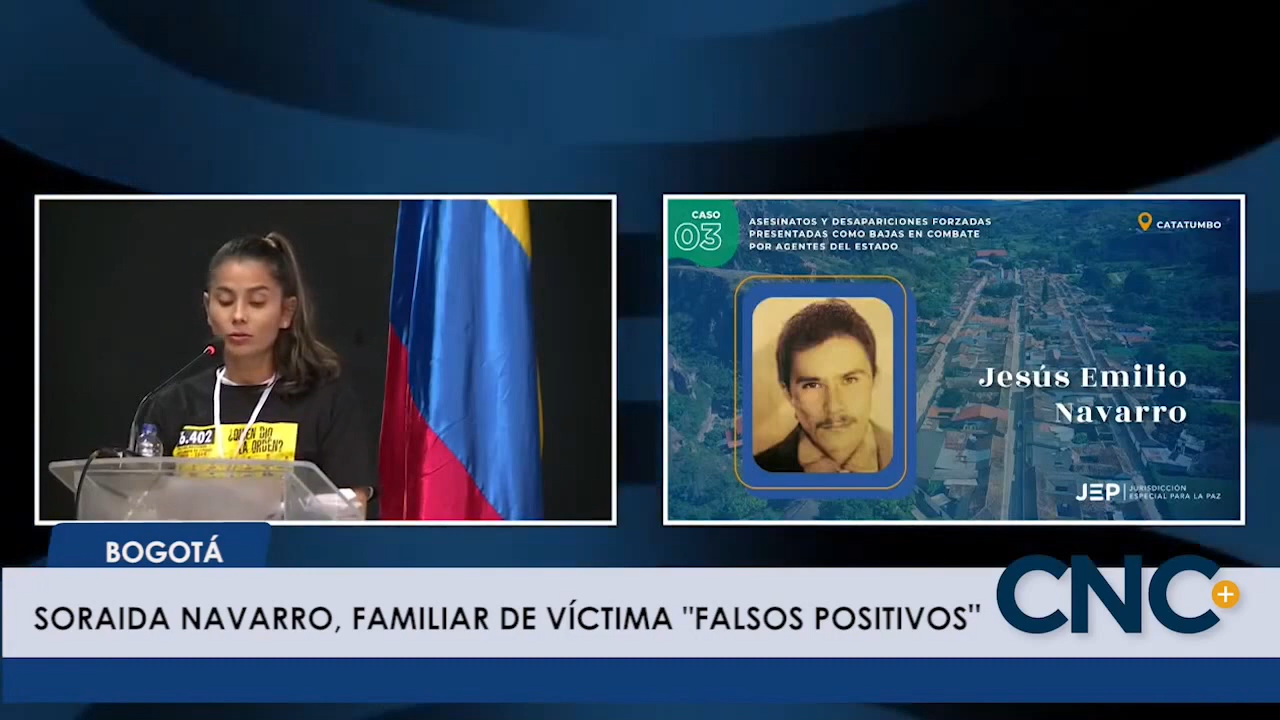 6.402
¿QUIÉN DIO
LA ORDEN?
CASO
03
ASESINATOS Y DESAPARICIONES FORZADAS
PRESENTADAS COMO BAJAS EN COMBATE
POR AGENTES DEL ESTADO
CATATUMBO
Jesús Emilio
Navarro
JEP
JURISDICCIÓN
ESPECIAL PARA LA PAZ
BOGOTÁ
SORAIDA NAVARRO, FAMILIAR DE VÍCTIMA "FALSOS POSITIVOS"
CNC+